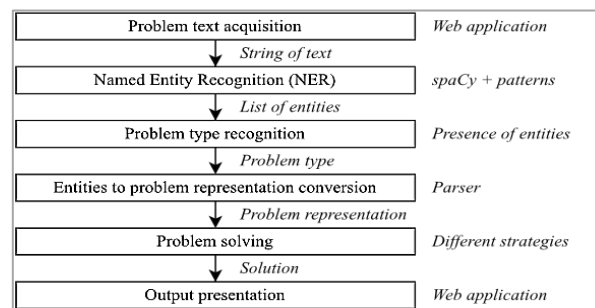 Problem text acquisition Web application
String of text
Named Entity Recognition (NER) spaCy + patterns
List of entities
Problem type recognition Presence of entities
Problem type
Entities to problem representation conversion Parser
Problem representation
Problem solving Different strategies
Solution
Output presentation Web application